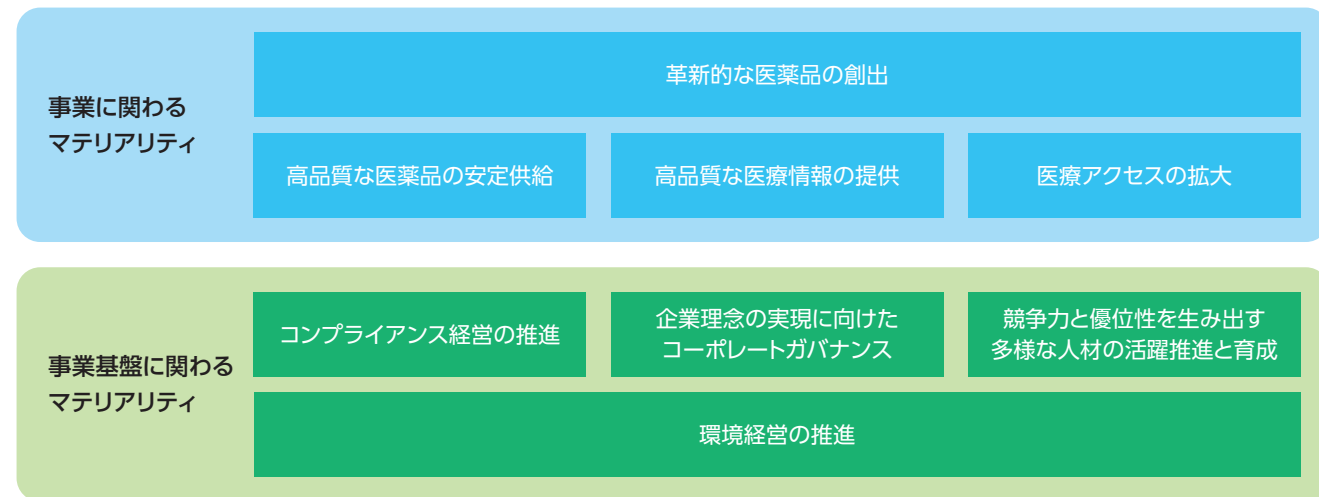 事業に関わる
マテリアリティ
革新的な医薬品の創出
高品質な医薬品の安定供給
高品質な医療情報の提供
医療アクセスの拡大
事業基盤に関わる
マテリアリティ
コンプライアンス経営の推進
企業理念の実現に向けた
コーポレートガバナンス
競争力と優位性を生み出す
多様な人材の活躍推進と育成
環境経営の推進